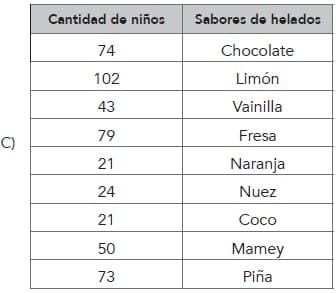 Cantidad de niños Sabores de helados
74 Chocolate
102 Limón
43 Vainilla
79 Fresa
C) 21 Naranja
24 Nuez
21 Coco
50 Mamey
73 Piña